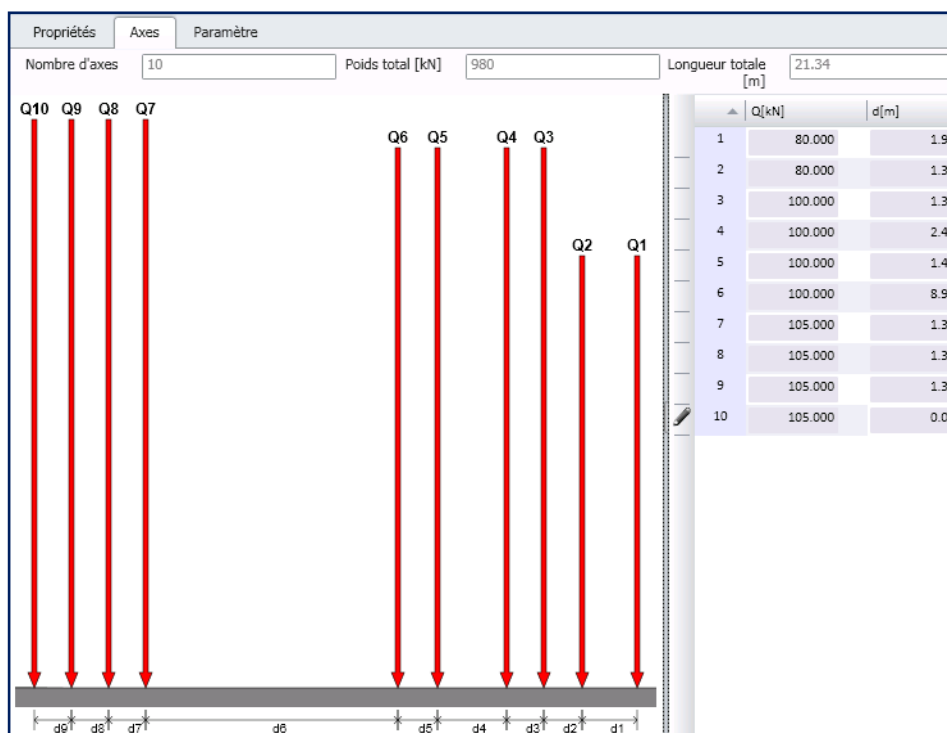 Propriétés Axes Paramètre
Nombre d'axes 10 Poids total [kN] 980 Longueur totale [m] 21.34
Q10 Q9 Q8 Q7
Q6 Q5 Q4 Q3
Q2 Q1
d9 d8 d7 d6 d5 d4 d3 d2 d1
Q[kN] d[m]
1 80.000 1.9
2 80.000 1.3
3 100.000 1.3
4 100.000 2.4
5 100.000 1.4
6 100.000 8.9
7 105.000 1.3
8 105.000 1.3
9 105.000 1.3
10 105.000 0.0